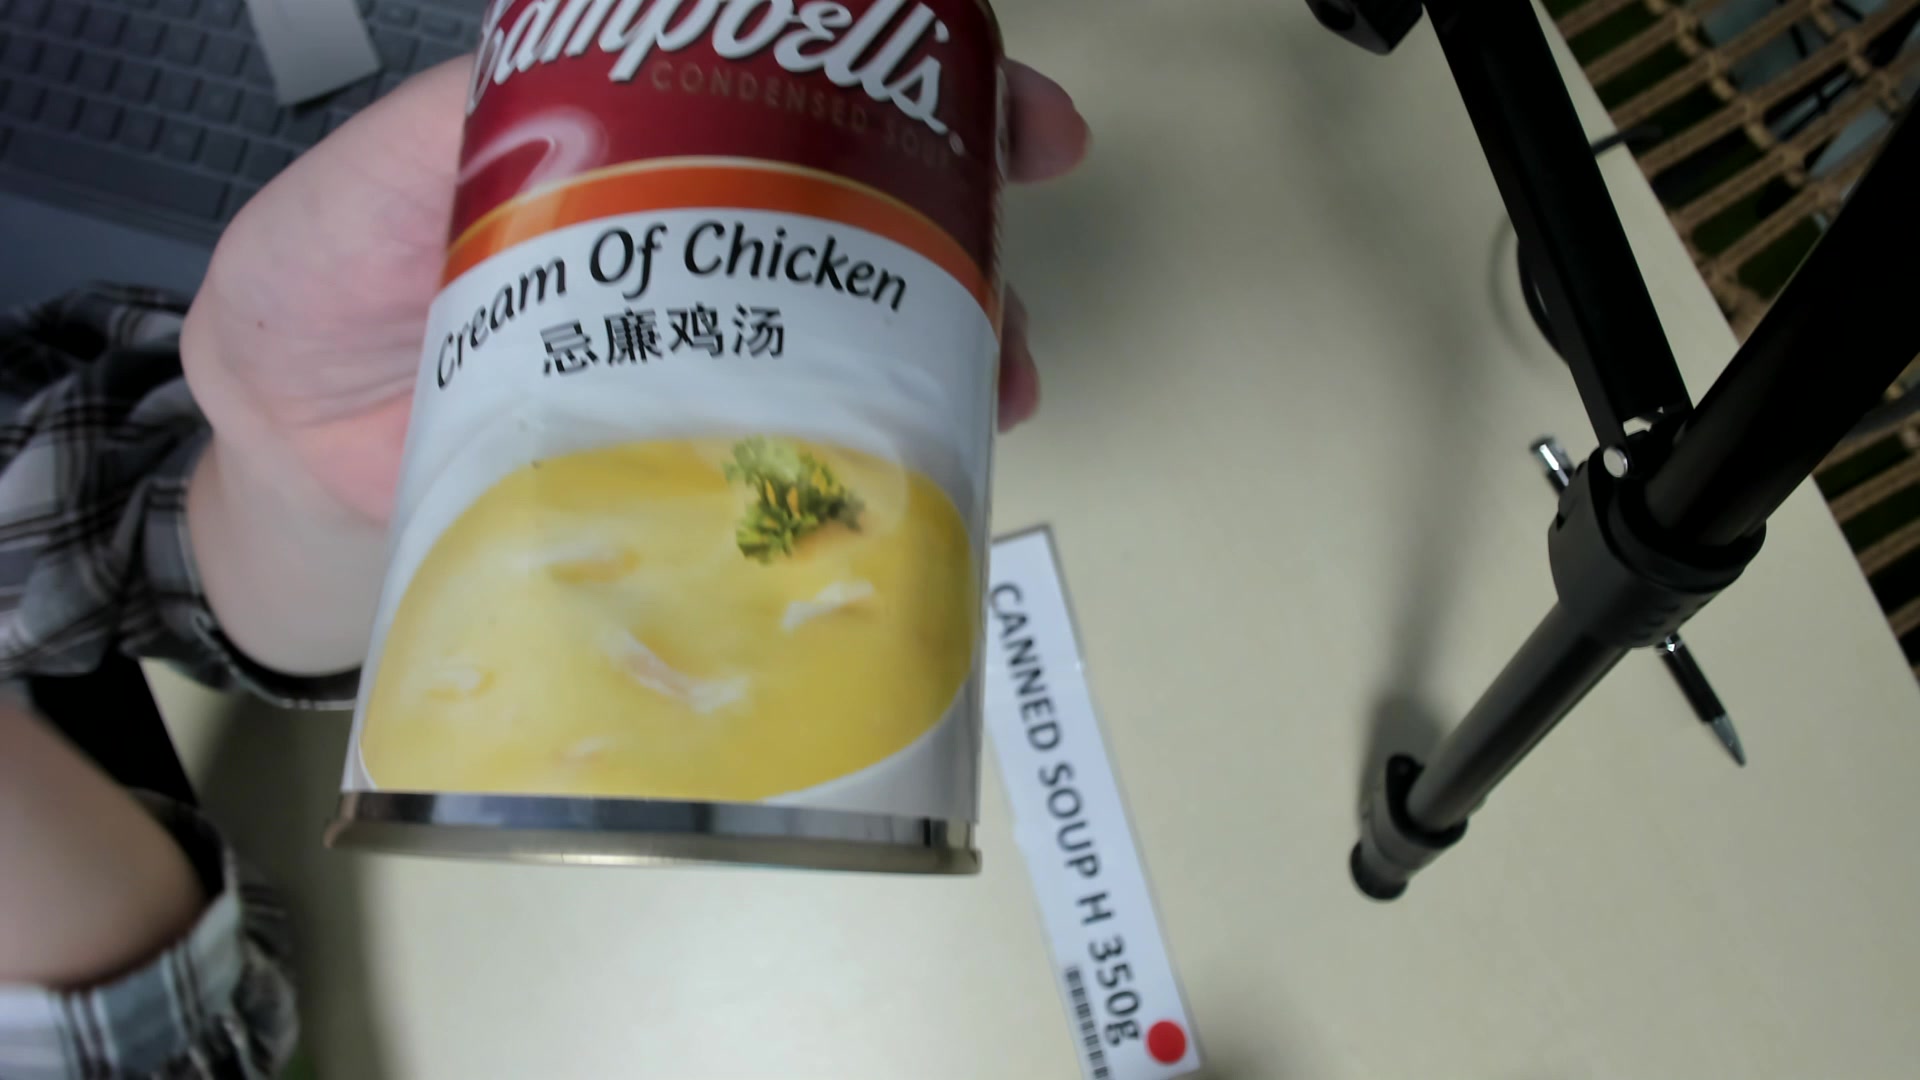 Campbell's
CONDENSED SOUP
Cream Of Chicken
忌廉鸡汤
CANNED SOUP H 350g